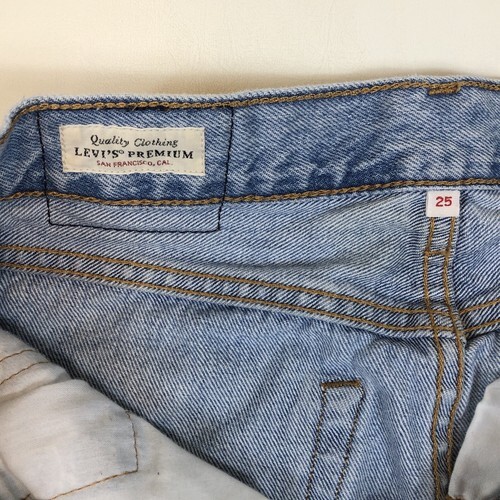 Quality Clothing
LEVI'S® PREMIUM
SAN FRANCISCO, CAL.
25